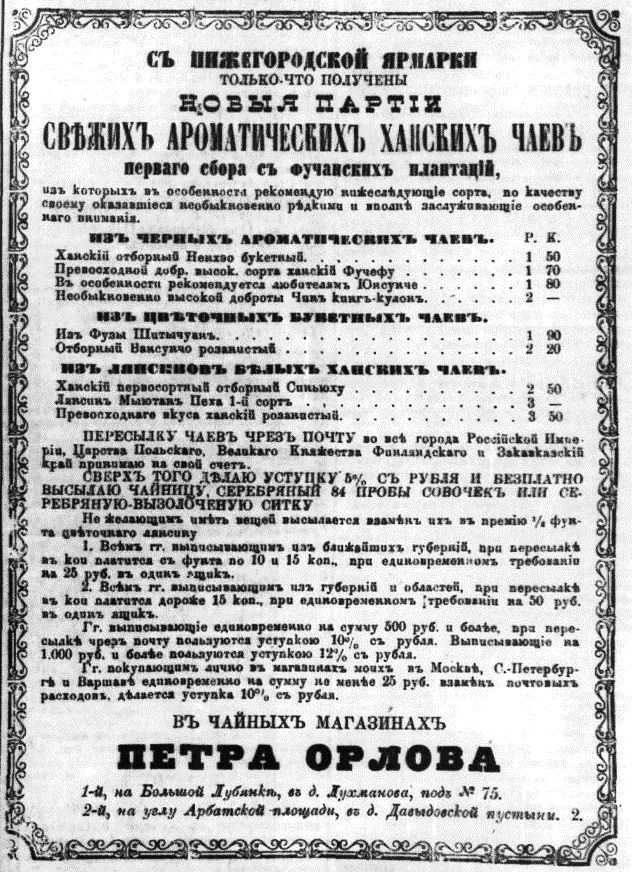 СЪ НИЖЕГОРОДСКОЙ ЯРМАРКИ
ТОЛЬКО-ЧТО ПОЛУЧЕНЫ
НОВЫЯ ПАРТІИ
СВѢЖИХЪ АРОМАТИЧЕСКИХЪ ХАНСКИХЪ ЧАЕВЪ
перваго сбора съ фучанскихъ плантацій,
изъ которыхъ въ особенности рекомендую нижеслѣдующіе сорта, по качеству
своему оказавшіеся необыкновенно рѣдкими и вполнѣ заслуживающіе особен-
наго вниманія.
ИЗЪ ЧЕРНЫХЪ АРОМАТИЧЕСКИХЪ ЧАЕВЪ. Р. К.
Ханскій отборный Неихво букетный. 1 50
Превосходной добр. высок. сорта ханскій Фучефу 1 70
Въ особенности рекомендуется любителямъ Юнсунче 1 80
Необыкновенно высокой доброты Чинъ кингъ-кулонъ. 2 —
ИЗЪ ЦВѢТОЧНЫХЪ БУКЕТНЫХЪ ЧАЕВЪ.
Изъ Фузы Шитычуанъ. 1 90
Отборный Вансунчо розанистый 2 20
ИЗЪ ЛЯНСИНОВЪ БѢЛЫХЪ ХАНСКИХЪ ЧАЕВЪ.
Ханскій первосортный отборный Синьюху 2 50
Лянсинъ Мыютанъ Пеха 1-й сортъ 3 —
Превосходнаго вкуса ханскій розанистый. 3 50
ПЕРЕСЫЛКУ ЧАЕВЪ ЧРЕЗЪ ПОЧТУ во всѣ города Россійской Импе-
ріи, Царства Польскаго, Великаго Княжества Финляндскаго и Закавказскій
край принимаю на свой счетъ.
СВЕРХЪ ТОГО ДѢЛАЮ УСТУПКУ 5% СЪ РУБЛЯ И БЕЗПЛАТНО
ВЫСЫЛАЮ ЧАЙНИЦУ, СЕРЕБРЯНЫЙ 84 ПРОБЫ СОВОЧЕКЪ ИЛИ СЕ-
РЕБРЯНУЮ-ВЫЗОЛОЧЕНУЮ СИТКУ
Не желающимъ имѣть вещей высылается взамѣнъ ихъ въ премію фун-
та цвѣточнаго лянсину
1. Всѣмъ гг. выписывающимъ изъ ближайшихъ губерній, при пересылкѣ
въ кои платится съ фунта по 10 и 15 коп., при единовременномъ требованіи
на 25 руб. въ одинъ ящикъ.
2. Всѣмъ гг. выписывающимъ изъ губерній и областей, при пересылкѣ
въ кои платится дороже 15 коп., при единовременномъ требованіи на 50 руб.
въ одинъ ящикъ.
Гг. выписывающіе единовременно на сумму 500 руб. и болѣе, при пере-
сылкѣ чрезъ почту пользуются уступкою 10% съ рубля. Выписывающіе на
1.000 руб. и болѣе пользуются уступкою 12% съ рубля.
Гг. покупающимъ лично въ магазинахъ моихъ въ Москвѣ, С.-Петербур-
гѣ и Варшавѣ единовременно на сумму не менѣе 25 руб. взамѣнъ почтовыхъ
расходовъ, дѣлается уступка 10% съ рубля.
ВЪ ЧАЙНЫХЪ МАГАЗИНАХЪ
ПЕТРА ОРЛОВА
1-й, на Большой Лубянкѣ, въ д. Лухманова, подъ № 75.
2-й, на углу Арбатской площади, въ д. Давыдовской пустыни. 2.